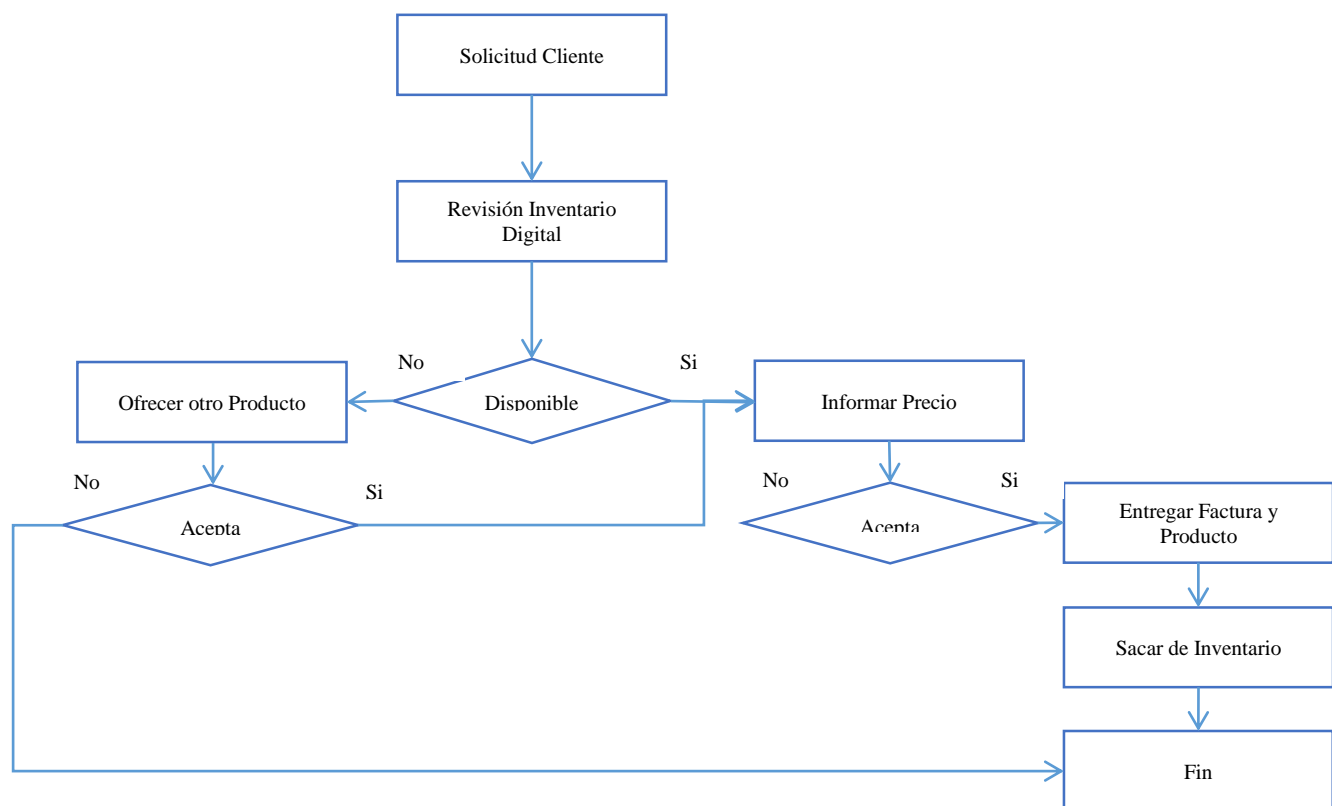 Solicitud Cliente
Revisión Inventario
Digital
No
Si
Ofrecer otro Producto
Disponible
Informar Precio
No
Si
Acepta
No
Si
Acepta
Entregar Factura y
Producto
Sacar de Inventario
Fin